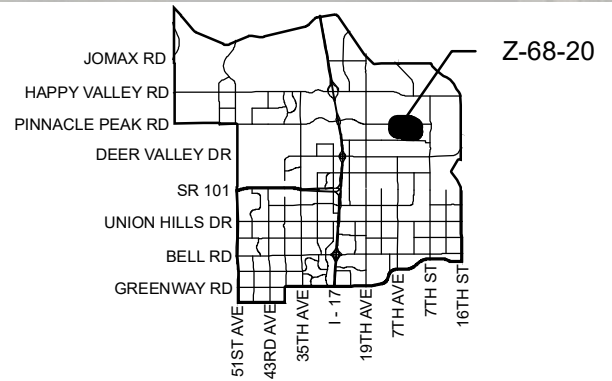 Z-68-20
JOMAX RD
HAPPY VALLEY RD
PINNACLE PEAK RD
DEER VALLEY DR
SR 101
UNION HILLS DR
BELL RD
GREENWAY RD
51ST AVE
43RD AVE
35TH AVE
I - 17
19TH AVE
7TH AVE
7TH ST
16TH ST